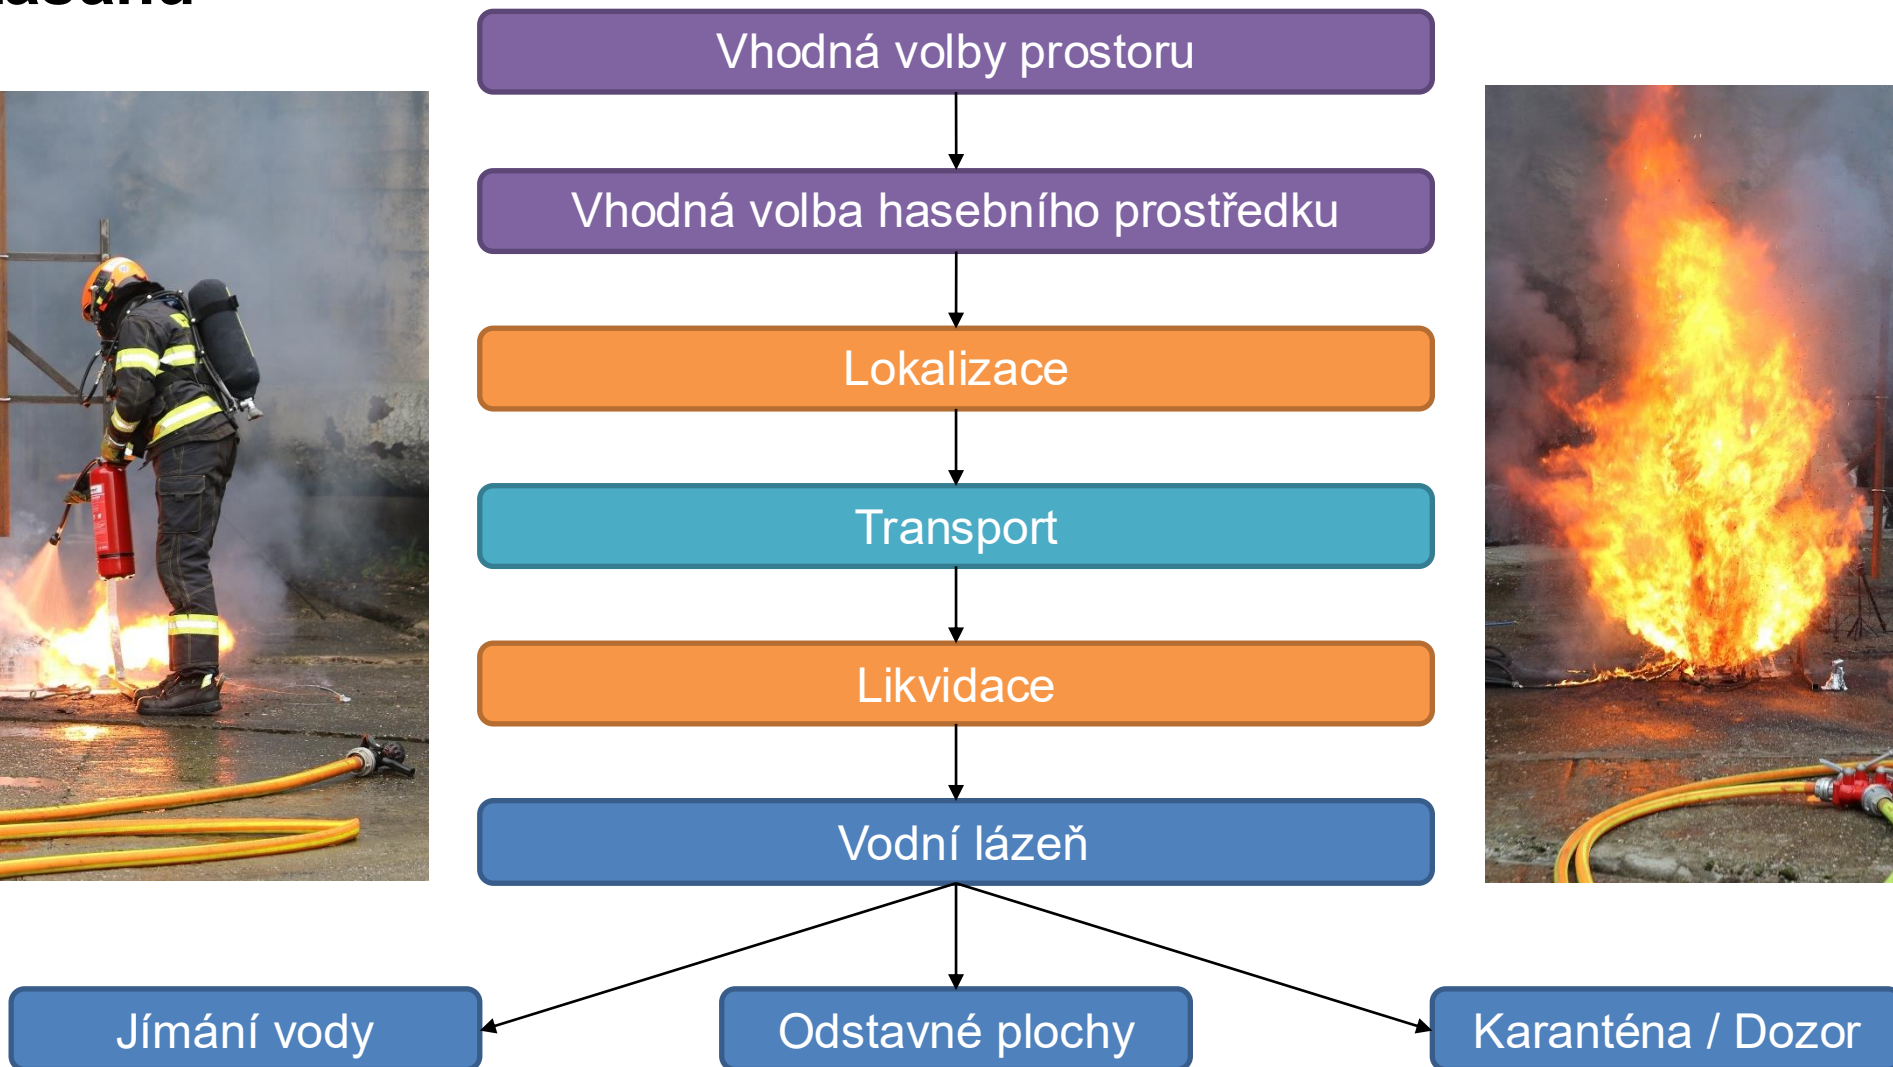 Vhodná volby prostoru
Vhodná volba hasebního prostředku
Lokalizace
Transport
Likvidace
Vodní lázeň
Jímání vody
Odstavné plochy
Karanténa / Dozor